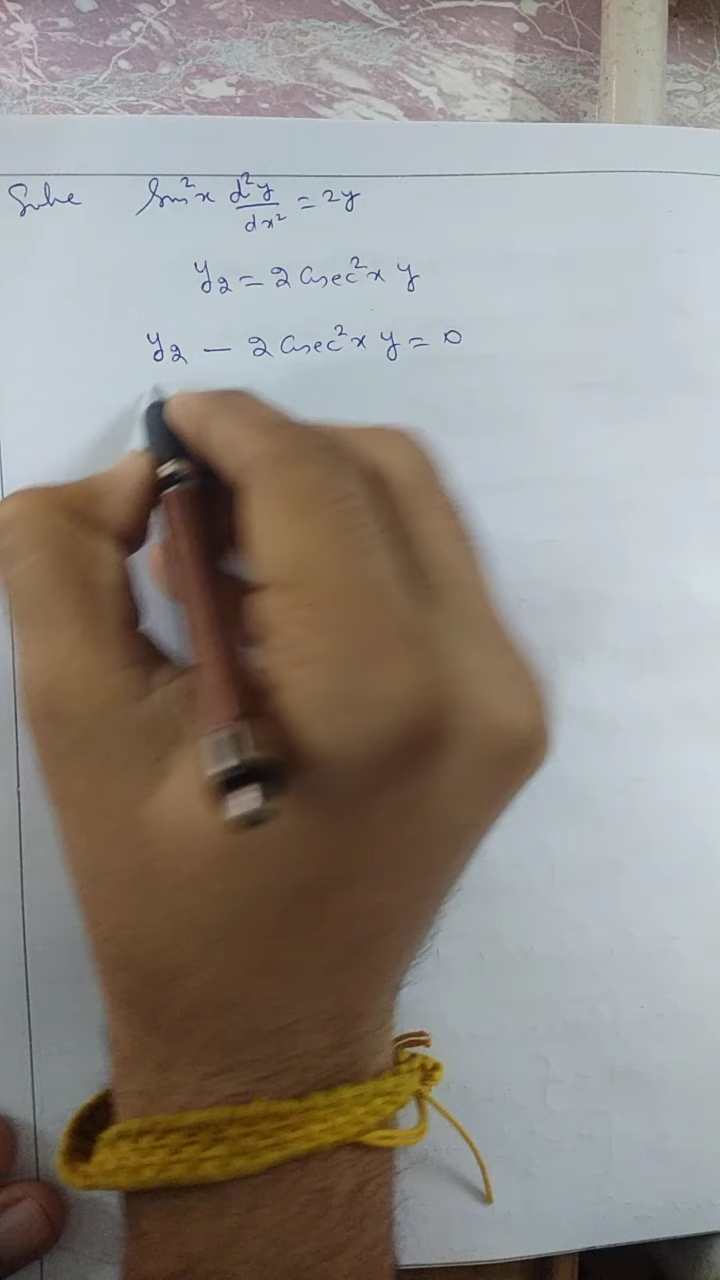 Solve sin²x d²y/dx² = 2y
y₂ = 2 cosec²x y
y₂ − 2 cosec²x y = 0